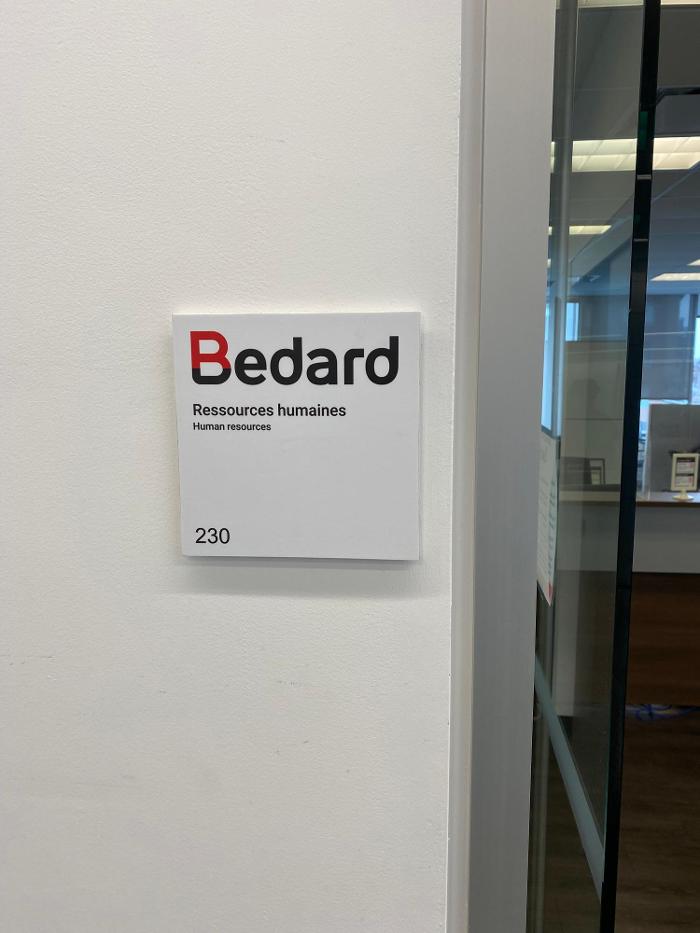 Bedard
Ressources humaines
Human resources
230